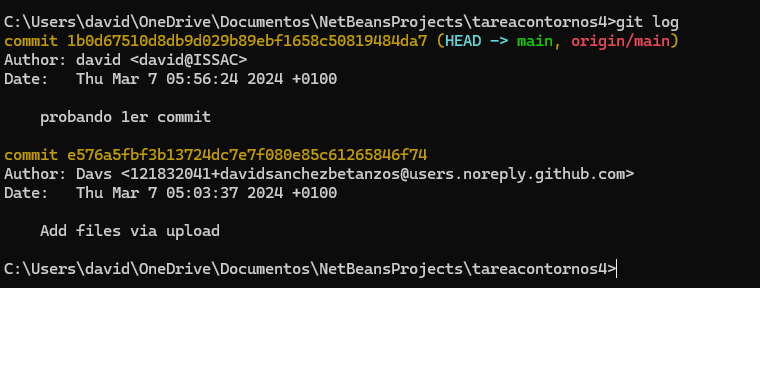 C:\Users\david\OneDrive\Documentos\NetBeansProjects\tareacontornos4>git log
commit 1b0d67510d8db9d029b89ebf1658c50819484da7 (HEAD -> main, origin/main)
Author: david <david@ISSAC>
Date:   Thu Mar 7 05:56:24 2024 +0100
probando 1er commit
commit e576a5fbf3b13724dc7e7f080e85c61265846f74
Author: Davs <121832041+davidsanchezbetanzos@users.noreply.github.com>
Date:   Thu Mar 7 05:03:37 2024 +0100
Add files via upload
C:\Users\david\OneDrive\Documentos\NetBeansProjects\tareacontornos4>